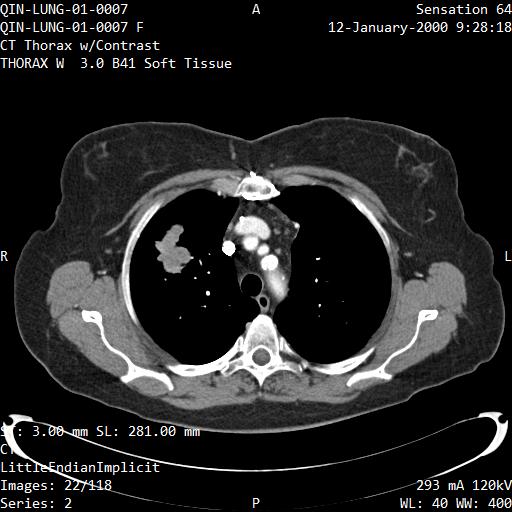 QIN-LUNG-01-0007
A
Sensation 64
QIN-LUNG-01-0007 F
12-January-2000 9:28:18
CT Thorax w/Contrast
THORAX W 3.0 B41 Soft Tissue
R
L
ST: 3.00 mm SL: 281.00 mm
CT
LittleEndianImplicit
Images: 22/118
293 mA 120kV
Series: 2
P
WL: 40 WW: 400